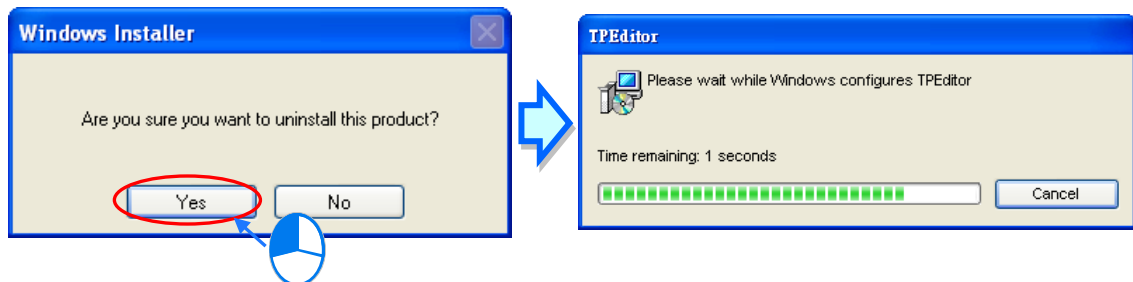 Windows Installer
Are you sure you want to uninstall this product?
Yes
No
TPEditor
Please wait while Windows configures TPEditor
Time remaining: 1 seconds
Cancel